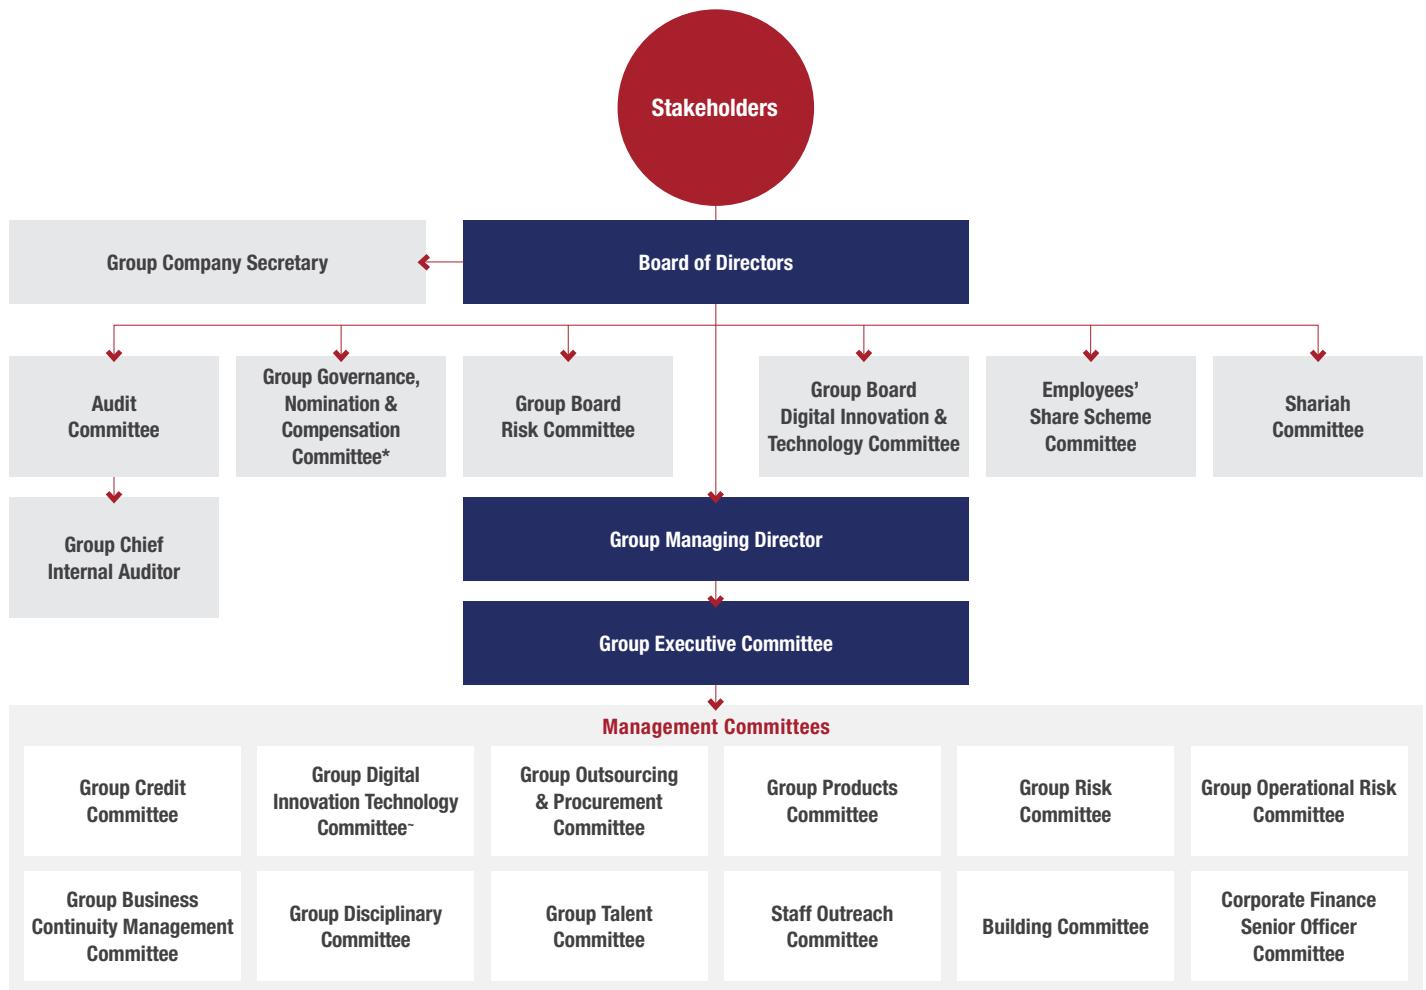 Stakeholders
Group Company Secretary
Board of Directors
Audit
Committee
Group Governance,
Nomination &
Compensation
Committee*
Group Board
Risk Committee
Group Board
Digital Innovation &
Technology Committee
Employees’
Share Scheme
Committee
Shariah
Committee
Group Chief
Internal Auditor
Group Managing Director
Group Executive Committee
Management Committees
Group Credit
Committee
Group Digital
Innovation Technology
Committee~
Group Outsourcing
& Procurement
Committee
Group Products
Committee
Group Risk
Committee
Group Operational Risk
Committee
Group Business
Continuity Management
Committee
Group Disciplinary
Committee
Group Talent
Committee
Staff Outreach
Committee
Building Committee
Corporate Finance
Senior Officer
Committee